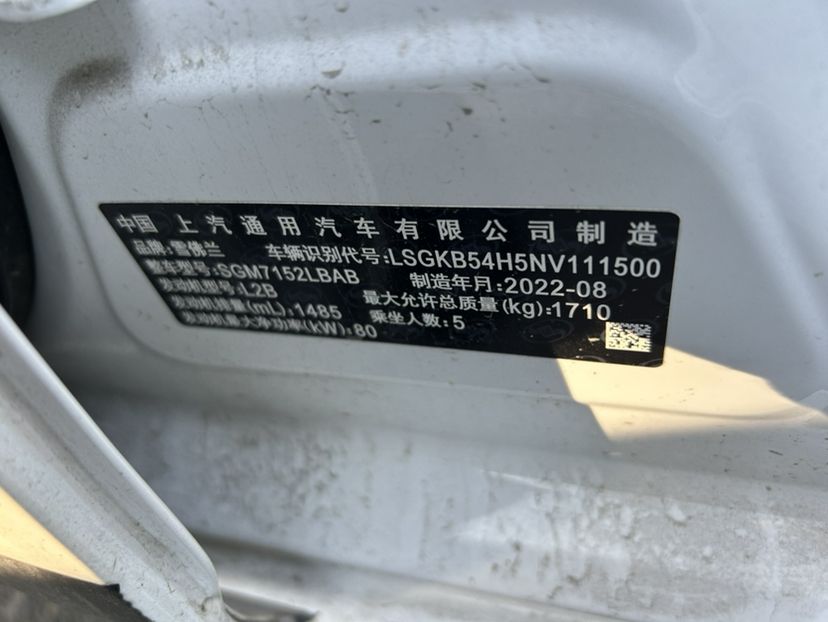 中国 上汽通用汽车有限公司制造
品牌:雪佛兰 车辆识别代号:LSGKB54H5NV111500
整车型号:SGM7152LBAB 制造年月:2022-08
发动机型号:L2B 最大允许总质量(kg):1710
发动机排量(mL):1485 乘坐人数:5
发动机最大净功率(kW):80